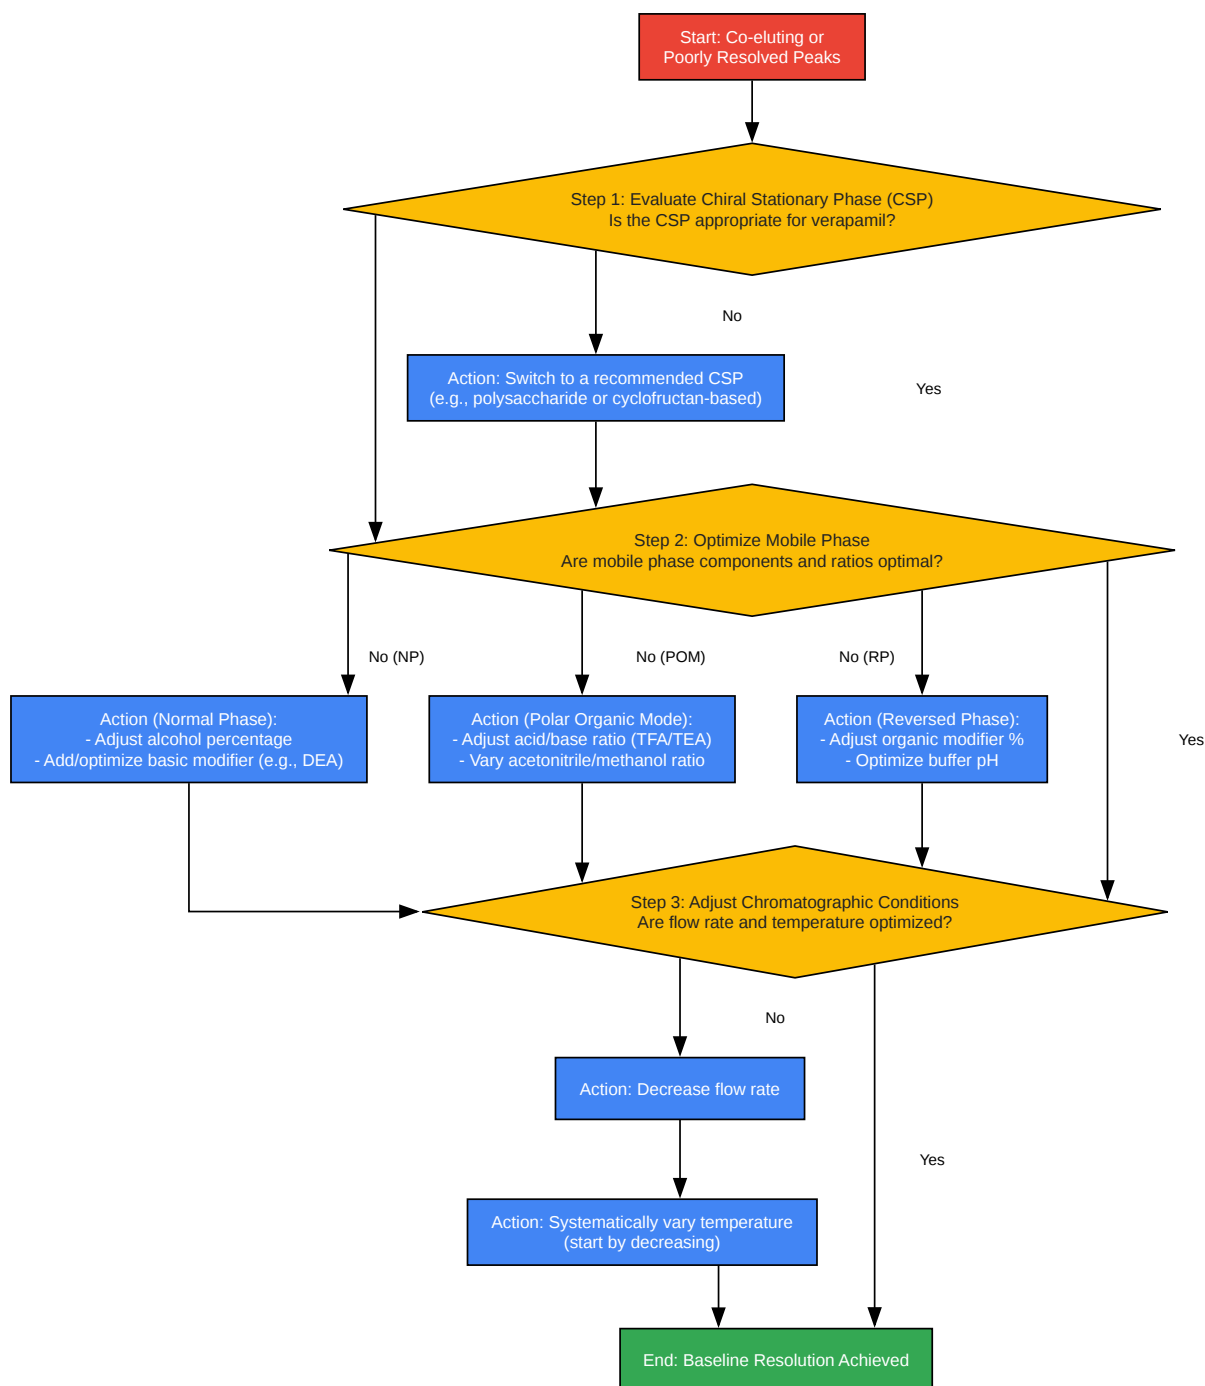 Start: Co-eluting or
Poorly Resolved Peaks
Step 1: Evaluate Chiral Stationary Phase (CSP)
Is the CSP appropriate for verapamil?
No
Action: Switch to a recommended CSP
(e.g., polysaccharide or cyclofructan-based)
Yes
Step 2: Optimize Mobile Phase
Are mobile phase components and ratios optimal?
No (NP)
No (POM)
No (RP)
Action (Normal Phase):
- Adjust alcohol percentage
- Add/optimize basic modifier (e.g., DEA)
Action (Polar Organic Mode):
- Adjust acid/base ratio (TFA/TEA)
- Vary acetonitrile/methanol ratio
Action (Reversed Phase):
- Adjust organic modifier %
- Optimize buffer pH
Yes
Step 3: Adjust Chromatographic Conditions
Are flow rate and temperature optimized?
No
Action: Decrease flow rate
Yes
Action: Systematically vary temperature
(start by decreasing)
End: Baseline Resolution Achieved